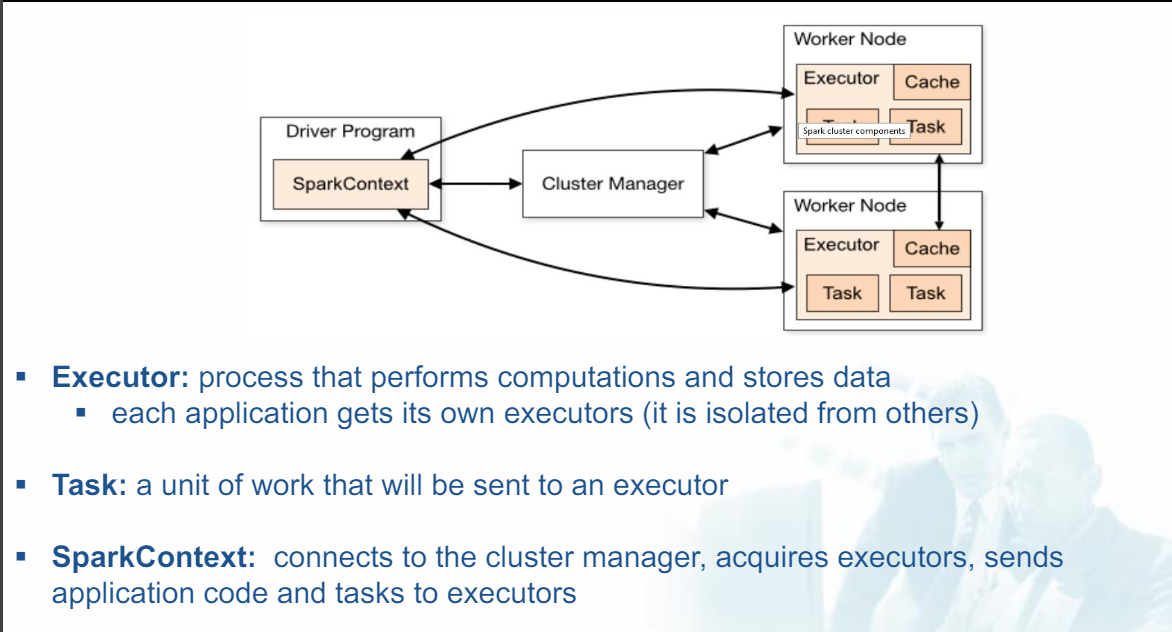 Worker Node
Executor
Cache
Spark cluster components
Task
Driver Program
SparkContext
Cluster Manager
Worker Node
Executor
Cache
Task
Task
▪ Executor: process that performs computations and stores data
▪ each application gets its own executors (it is isolated from others)
▪ Task: a unit of work that will be sent to an executor
▪ SparkContext: connects to the cluster manager, acquires executors, sends
application code and tasks to executors